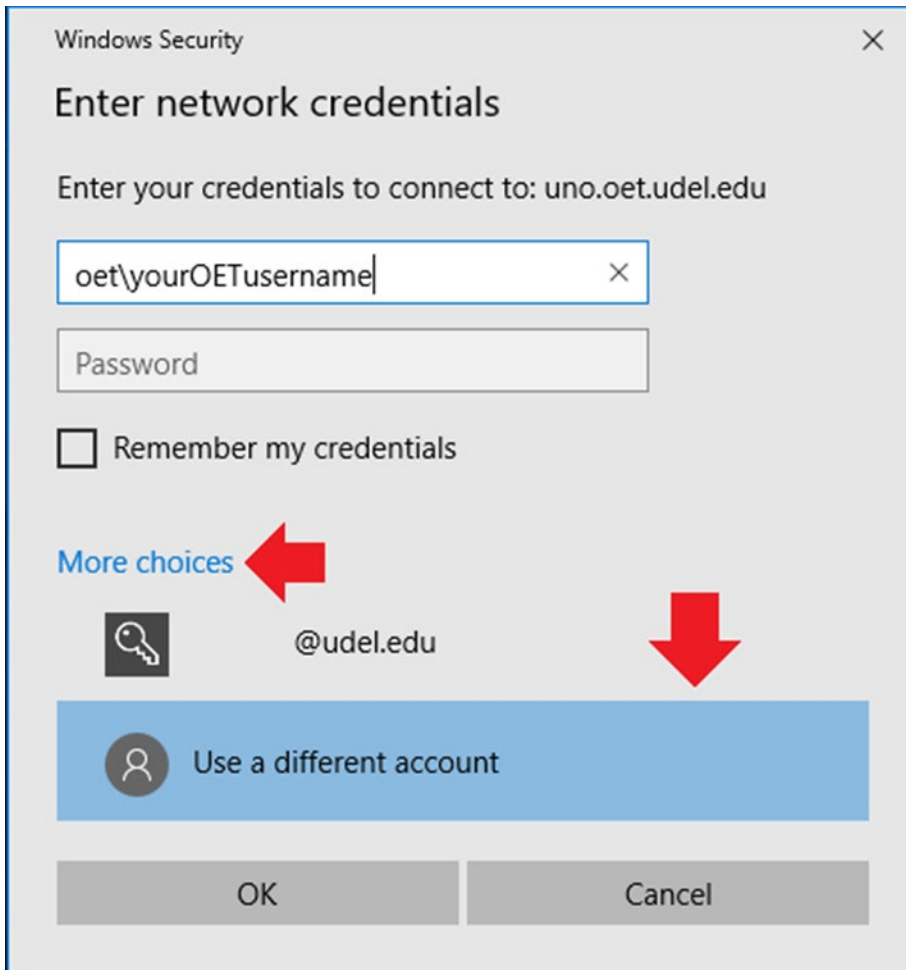 Windows Security
Enter network credentials
Enter your credentials to connect to: uno.oet.udel.edu
oet\yourOETusername
Password
Remember my credentials
More choices
@udel.edu
Use a different account
OK
Cancel